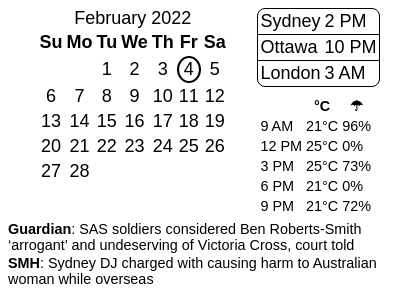 February 2022
Su Mo Tu We Th Fr Sa
1 2 3 4 5
6 7 8 9 10 11 12
13 14 15 16 17 18 19
20 21 22 23 24 25 26
27 28
Sydney 2 PM
Ottawa 10 PM
London 3 AM
°C ☂
9 AM 21°C 96%
12 PM 25°C 0%
3 PM 25°C 73%
6 PM 21°C 0%
9 PM 21°C 72%
Guardian: SAS soldiers considered Ben Roberts-Smith
‘arrogant’ and undeserving of Victoria Cross, court told
SMH: Sydney DJ charged with causing harm to Australian
woman while overseas